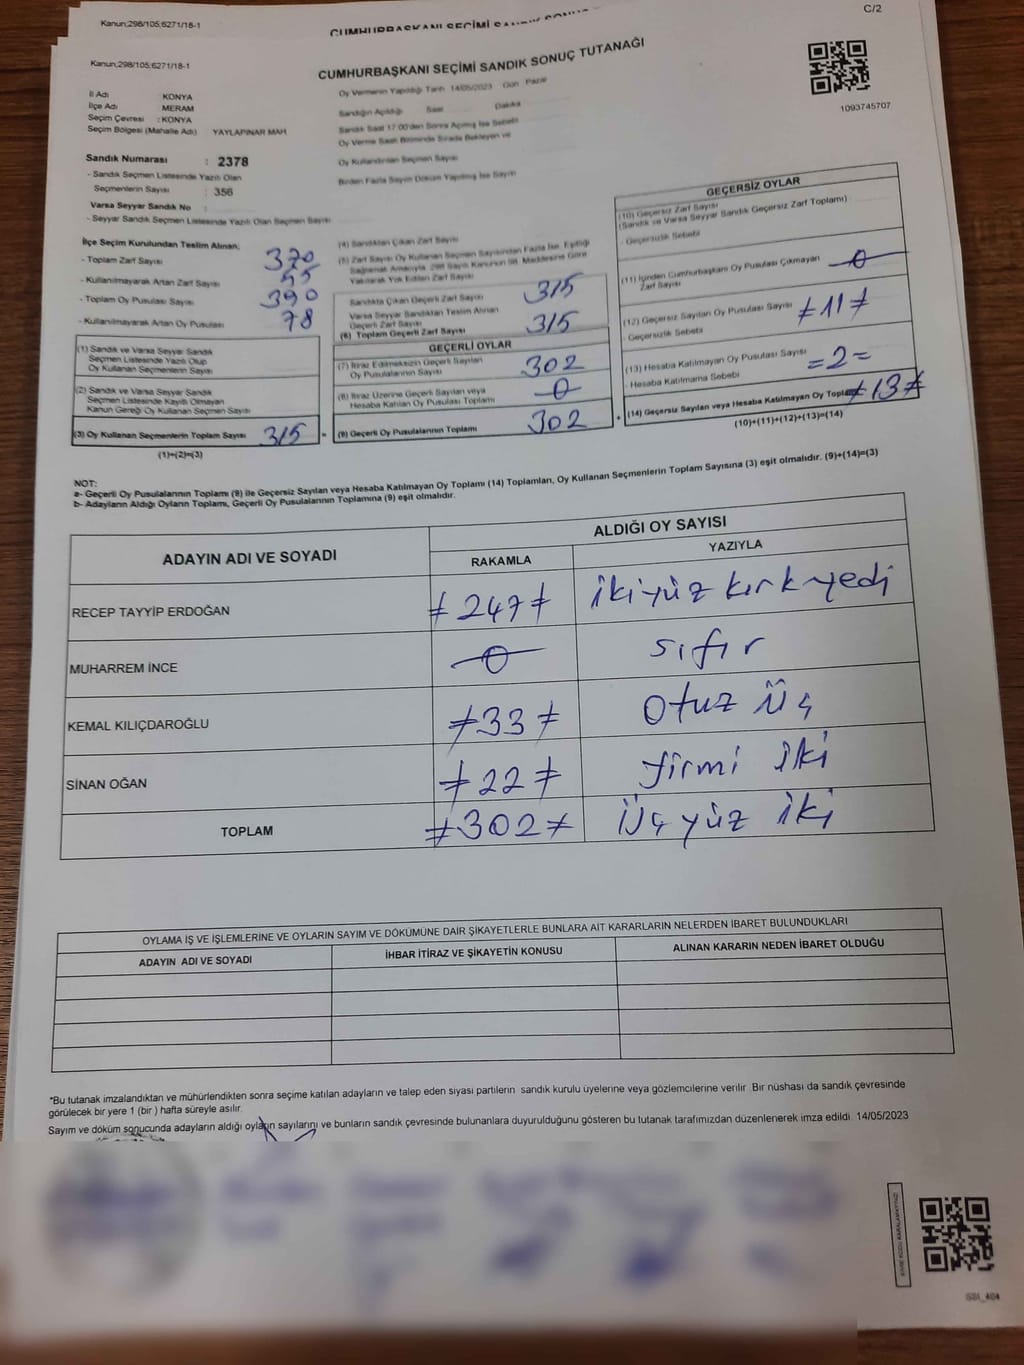 Kanun;298/105;6271/18-1
C/2
Kanun;298/105;6271/18-1
CUMHURBAŞKANI SEÇİMİ SANDIK SONUÇ TUTANAĞI
Oy Vermenin Yapıldığı Tarih 14/05/2023 Gün Pazar
İl Adı : KONYA
İlçe Adı : MERAM
Seçim Çevresi : KONYA
Seçim Bölgesi (Mahalle Adı) YAYLAPINAR MAH
Sandığın Açıldığı Saat Dakika
Sandık Saat 17:00'den Sonra Açılmış İse Sebebi
Oy Verme Saati Bitiminde Sırada Bekleyen ve
Oy Kullandırılan Seçmen Sayısı
Birden Fazla Sayım Döküm Yapılmış İse Sayısı
1093745707
Sandık Numarası : 2378
- Sandık Seçmen Listesinde Yazılı Olan
Seçmenlerin Sayısı : 356
Varsa Seyyar Sandık No :
- Seyyar Sandık Seçmen Listesinde Yazılı Olan Seçmen Sayısı
İlçe Seçim Kurulundan Teslim Alınan;
- Toplam Zarf Sayısı 370
- Kullanılmayarak Artan Zarf Sayısı 55
- Toplam Oy Pusulası Sayısı 390
- Kullanılmayarak Artan Oy Pusulası 78
(1) Sandık ve Varsa Seyyar Sandık
Seçmen Listesinde Yazılı Olup
Oy Kullanan Seçmenlerin Sayısı
(2) Sandık ve Varsa Seyyar Sandık
Seçmen Listesinde Kayıtlı Olmayan
Kanun Gereği Oy Kullanan Seçmen Sayısı
(3) Oy Kullanan Seçmenlerin Toplam Sayısı 315
(1)+(2)=(3)
(4) Sandıktan Çıkan Zarf Sayısı
(5) Zarf Sayısı Oy Kullanan Seçmen Sayısından Fazla İse, Eşitliği
Sağlamak Amacıyla, 298 Sayılı Kanunun 98. Maddesine Göre
Yakılarak Yok Edilen Zarf Sayısı
Sandıkta Çıkan Geçerli Zarf Sayısı 315
Varsa Seyyar Sandıktan Teslim Alınan
Geçerli Zarf Sayısı
(6) Toplam Geçerli Zarf Sayısı 315
GEÇERLİ OYLAR
(7) İtiraz Edilmeksizin Geçerli Sayılan
Oy Pusulalarının Sayısı 302
(8) İtiraz Üzerine Geçerli Sayılan veya
Hesaba Katılan Oy Pusulası Toplamı 0
(9) Geçerli Oy Pusulalarının Toplamı 302
GEÇERSİZ OYLAR
(10) Geçersiz Zarf Sayısı
(Sandık ve Varsa Seyyar Sandık Geçersiz Zarf Toplamı)
- Geçersizlik Sebebi
(11) İçinden Cumhurbaşkanı Oy Pusulası Çıkmayan
Zarf Sayısı 0
(12) Geçersiz Sayılan Oy Pusulası Sayısı ≠11≠
- Geçersizlik Sebebi
(13) Hesaba Katılmayan Oy Pusulası Sayısı =2=
- Hesaba Katılmama Sebebi
(14) Geçersiz Sayılan veya Hesaba Katılmayan Oy Toplamı ≠13≠
(10)+(11)+(12)+(13)=(14)
NOT:
a- Geçerli Oy Pusulalarının Toplamı (9) ile Geçersiz Sayılan veya Hesaba Katılmayan Oy Toplamı (14) Toplamları, Oy Kullanan Seçmenlerin Toplam Sayısına (3) eşit olmalıdır. (9)+(14)=(3)
b- Adayların Aldığı Oyların Toplamı, Geçerli Oy Pusulalarının Toplamına (9) eşit olmalıdır.
ADAYIN ADI VE SOYADI
ALDIĞI OY SAYISI
RAKAMLA YAZIYLA
RECEP TAYYİP ERDOĞAN ≠247≠ ikiyüz kırk yedi
MUHARREM İNCE 0 sıfır
KEMAL KILIÇDAROĞLU ≠33≠ Otuz üç
SİNAN OĞAN ≠22≠ yirmi iki
TOPLAM ≠302≠ Üçyüz iki
OYLAMA İŞ VE İŞLEMLERİNE VE OYLARIN SAYIM VE DÖKÜMÜNE DAİR ŞİKAYETLERLE BUNLARA AİT KARARLARIN NELERDEN İBARET BULUNDUKLARI
ADAYIN ADI VE SOYADI İHBAR İTİRAZ VE ŞİKAYETİN KONUSU ALINAN KARARIN NEDEN İBARET OLDUĞU
*Bu tutanak imzalandıktan ve mühürlendikten sonra seçime katılan adayların ve talep eden siyasi partilerin sandık kurulu üyelerine veya gözlemcilerine verilir. Bir nüshası da sandık çevresinde
görülecek bir yere 1 (bir ) hafta süreyle asılır.
Sayım ve döküm sonucunda adayların aldığı oyların sayılarını ve bunların sandık çevresinde bulunanlara duyurulduğunu gösteren bu tutanak tarafımızdan düzenlenerek imza edildi. 14/05/2023
SSI_404